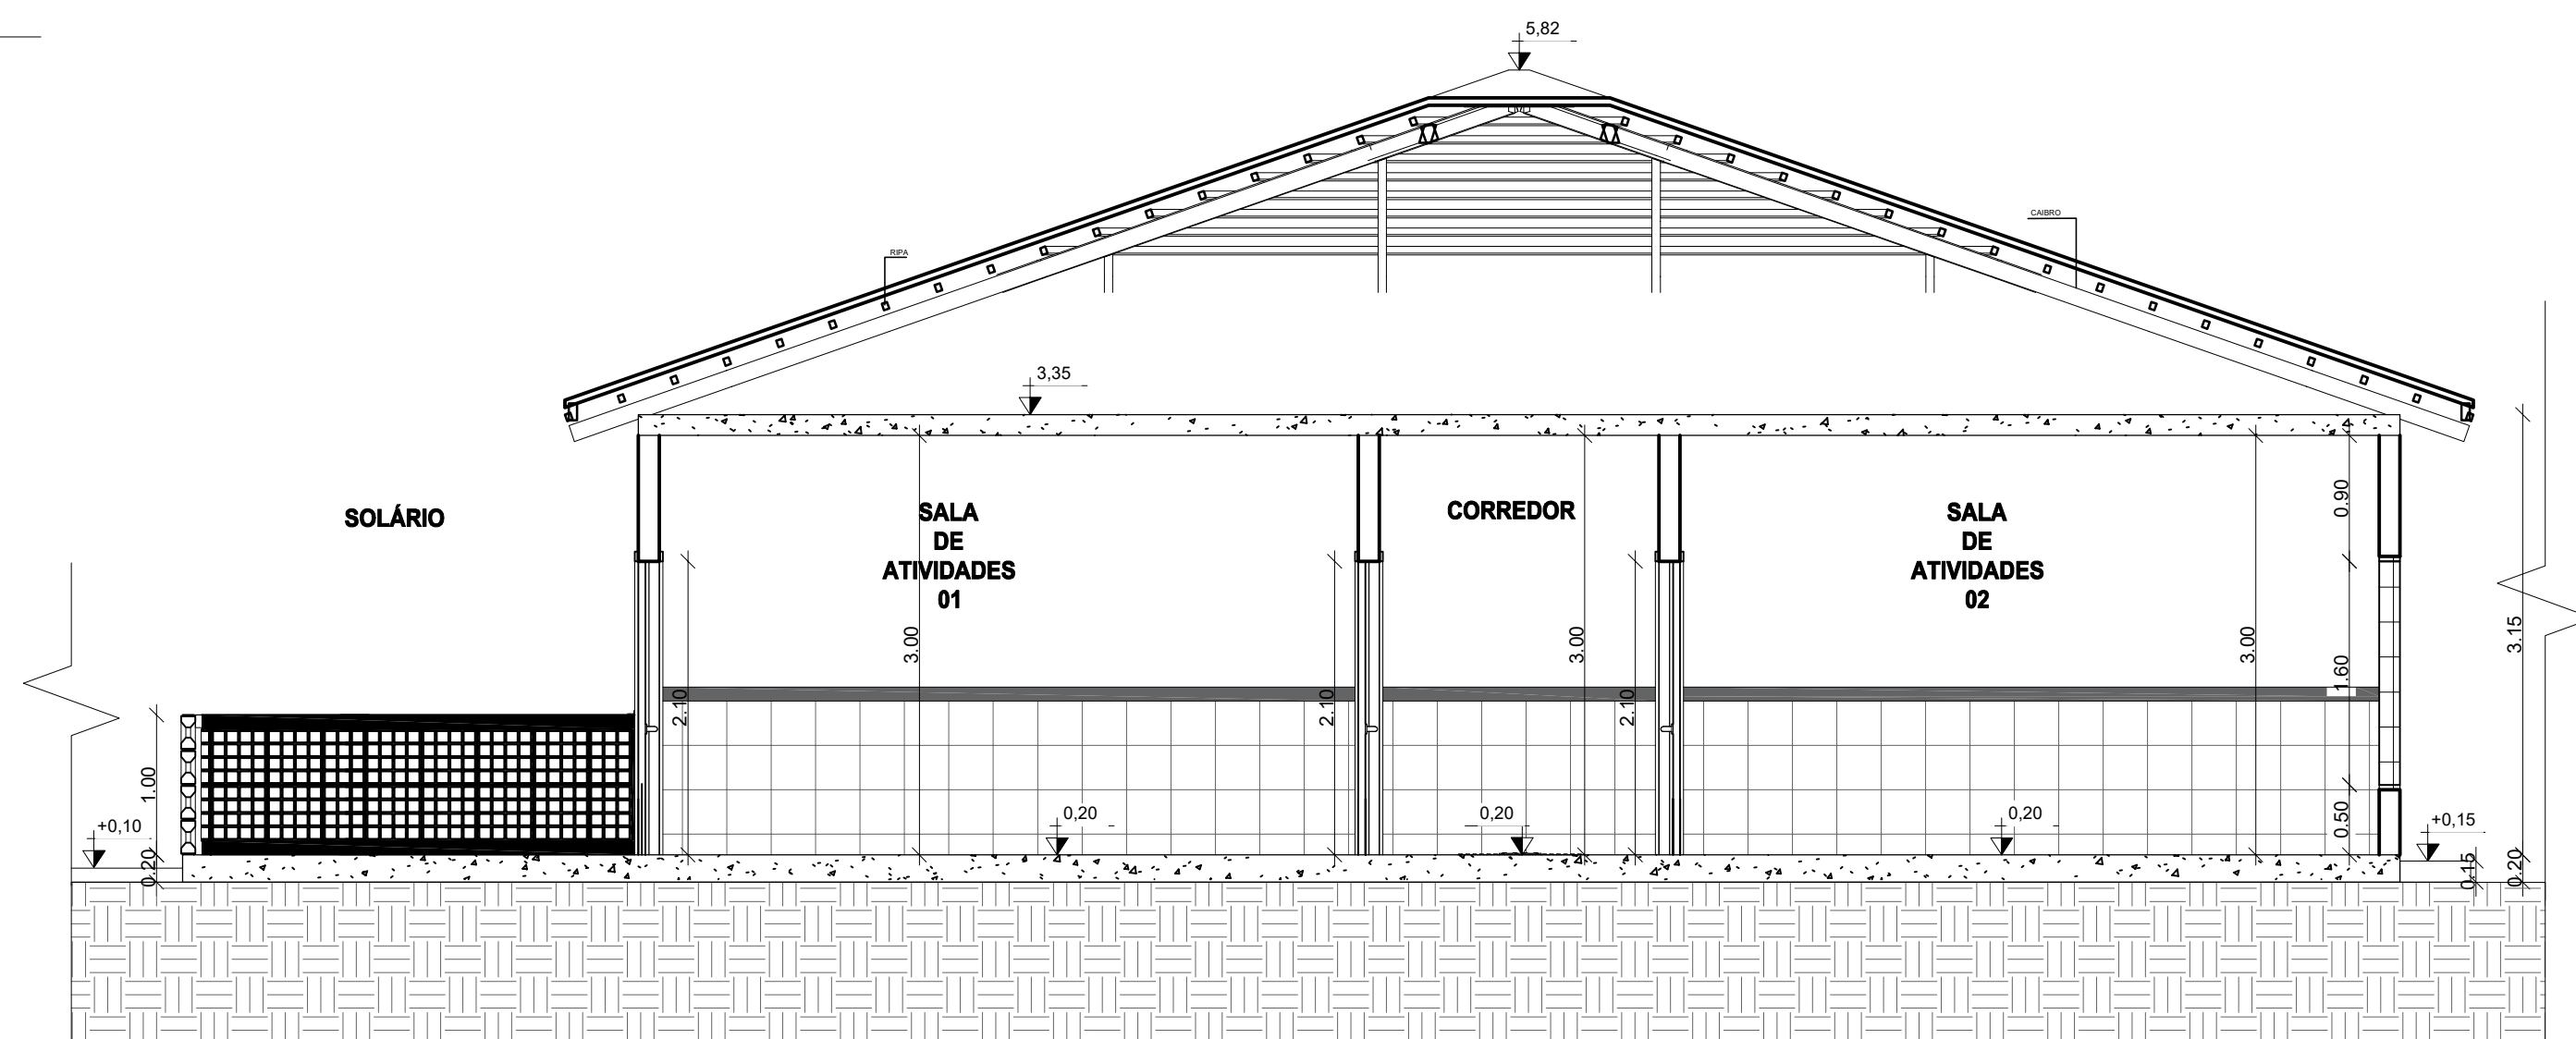 5,82
CAIBRO
RIPA
3,35
SOLÁRIO
SALA
DE
ATIVIDADES
01
CORREDOR
SALA
DE
ATIVIDADES
02
0.90
3.00
3.00
3.00
3.15
1.60
2.10
2.10
2.10
1.00
+0,10
0,20
0,20
0,20
0.50
+0,15
0.20
0.15
0.20